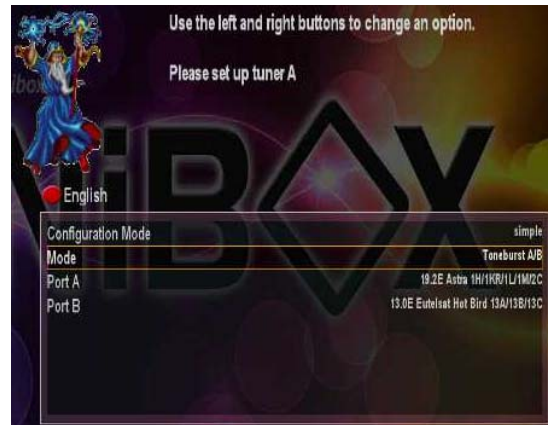 Use the left and right buttons to change an option.
Please set up tuner A
English
Configuration Mode simple
Mode Toneburst A/B
Port A 19.2E Astra 1H/1KR/1L/1M/2C
Port B 13.0E Eutelsat Hot Bird 13A/13B/13C